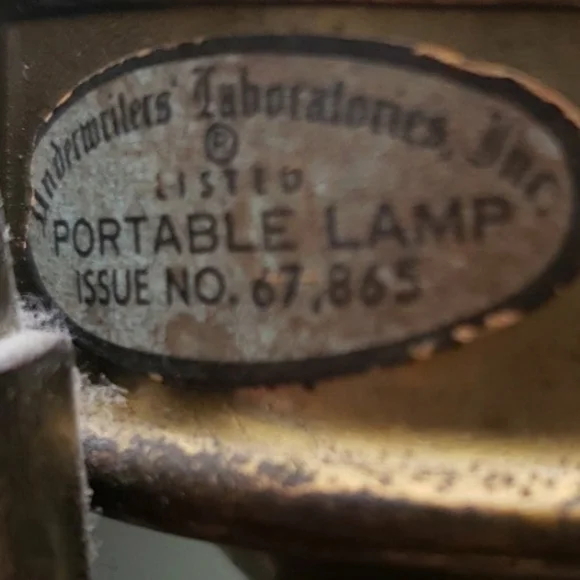 Underwriters' Laboratories, Inc.
LISTED
PORTABLE LAMP
ISSUE NO. 67,865